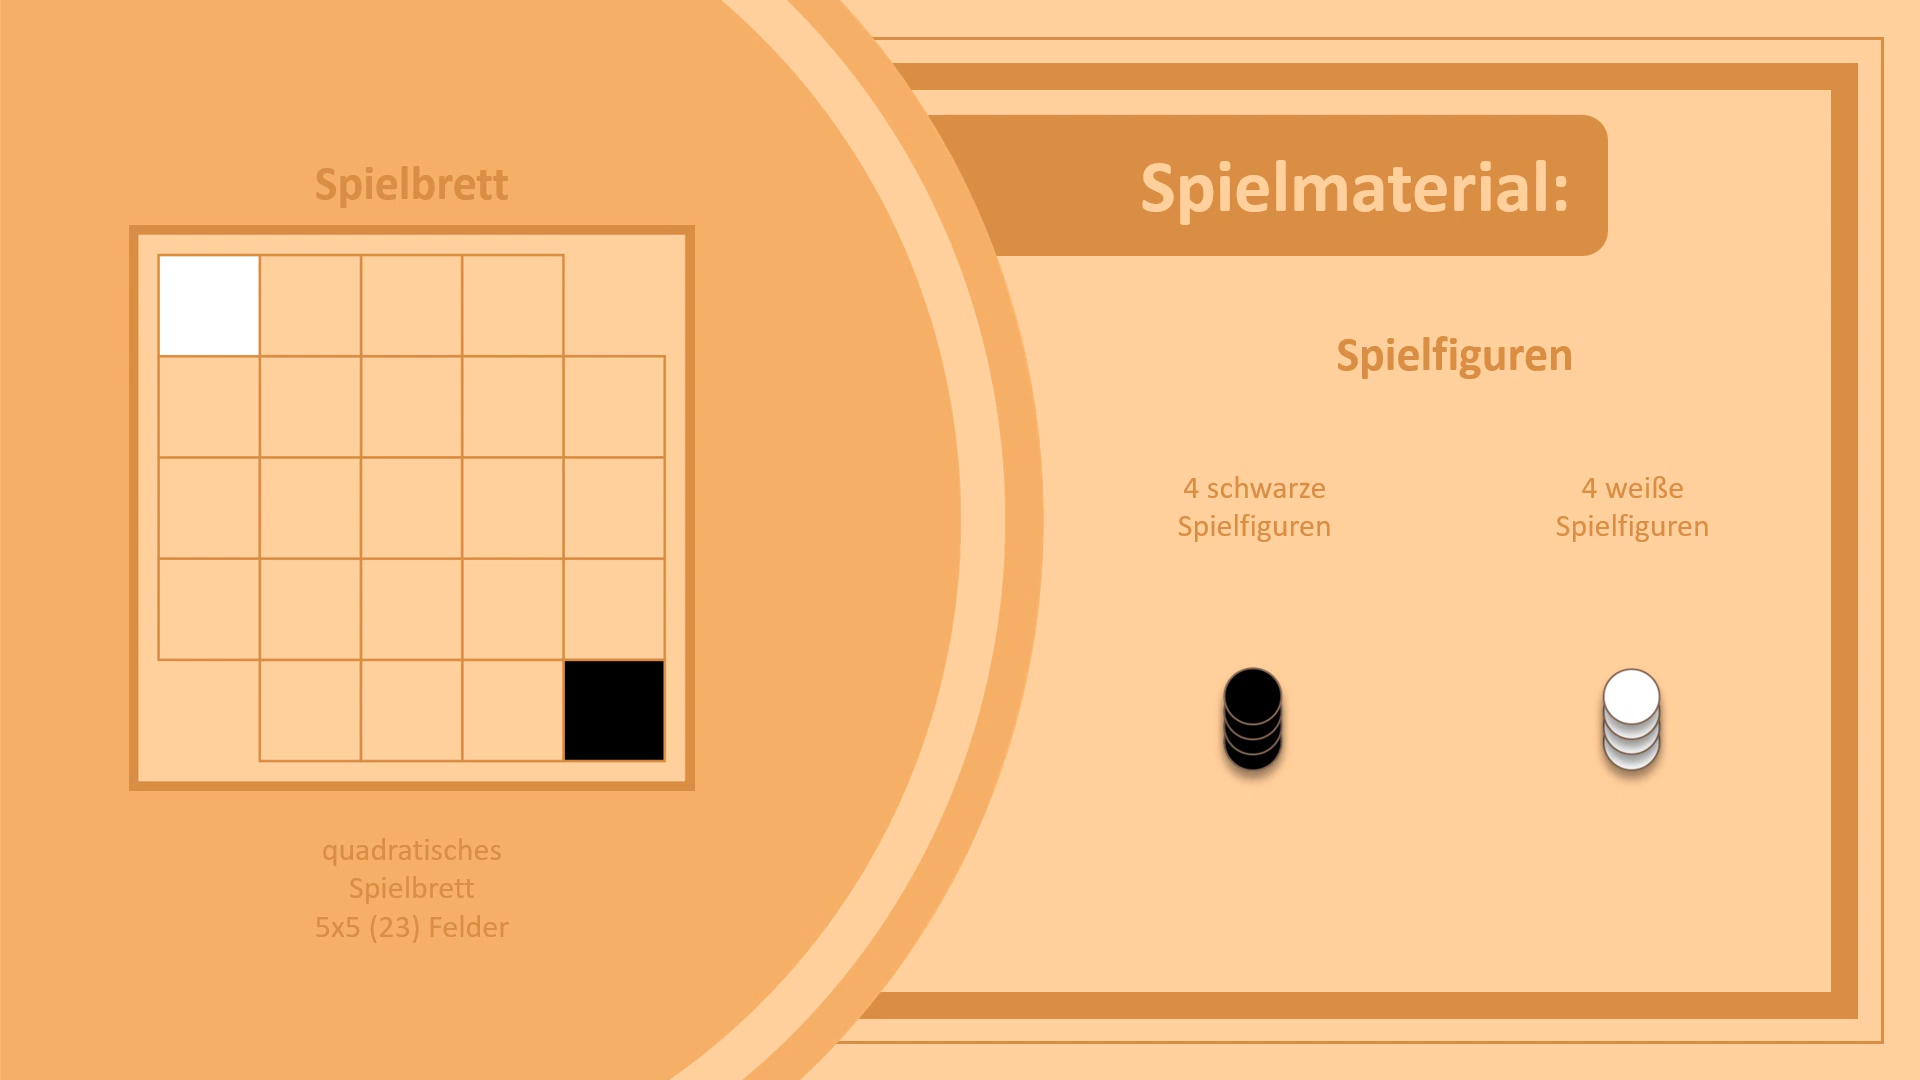 Spielmaterial:
Spielbrett
quadratisches
Spielbrett
5x5 (23) Felder
Spielfiguren
4 schwarze
Spielfiguren
4 weiße
Spielfiguren